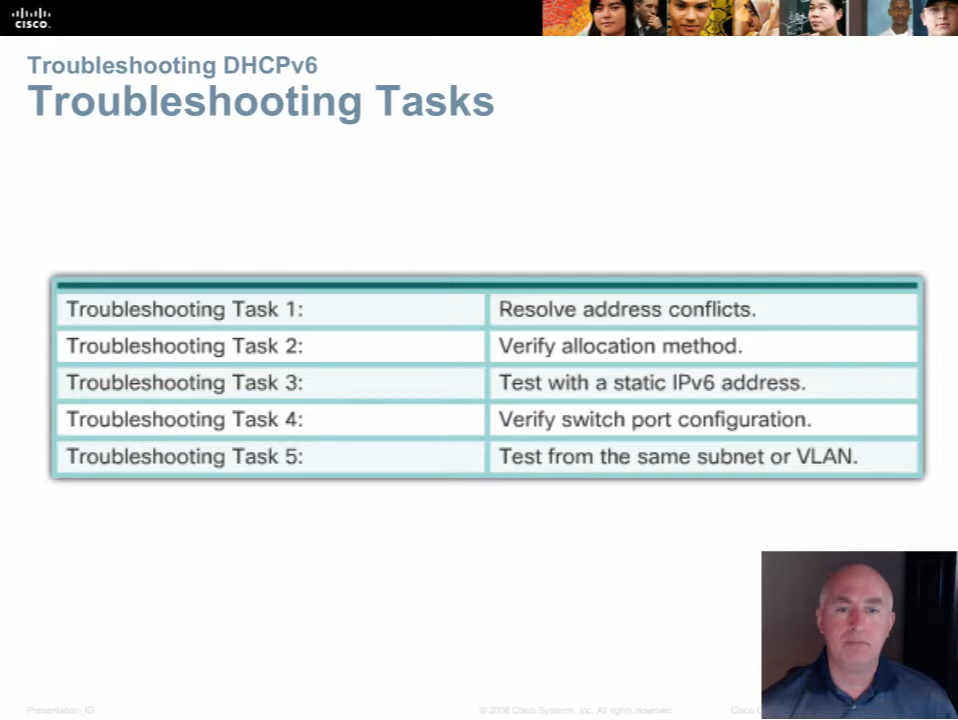 CISCO.
Troubleshooting DHCPv6
Troubleshooting Tasks
Troubleshooting Task 1: Resolve address conflicts.
Troubleshooting Task 2: Verify allocation method.
Troubleshooting Task 3: Test with a static IPv6 address.
Troubleshooting Task 4: Verify switch port configuration.
Troubleshooting Task 5: Test from the same subnet or VLAN.
Presentation_ID © 2008 Cisco Systems, Inc. All rights reserved. Cisco